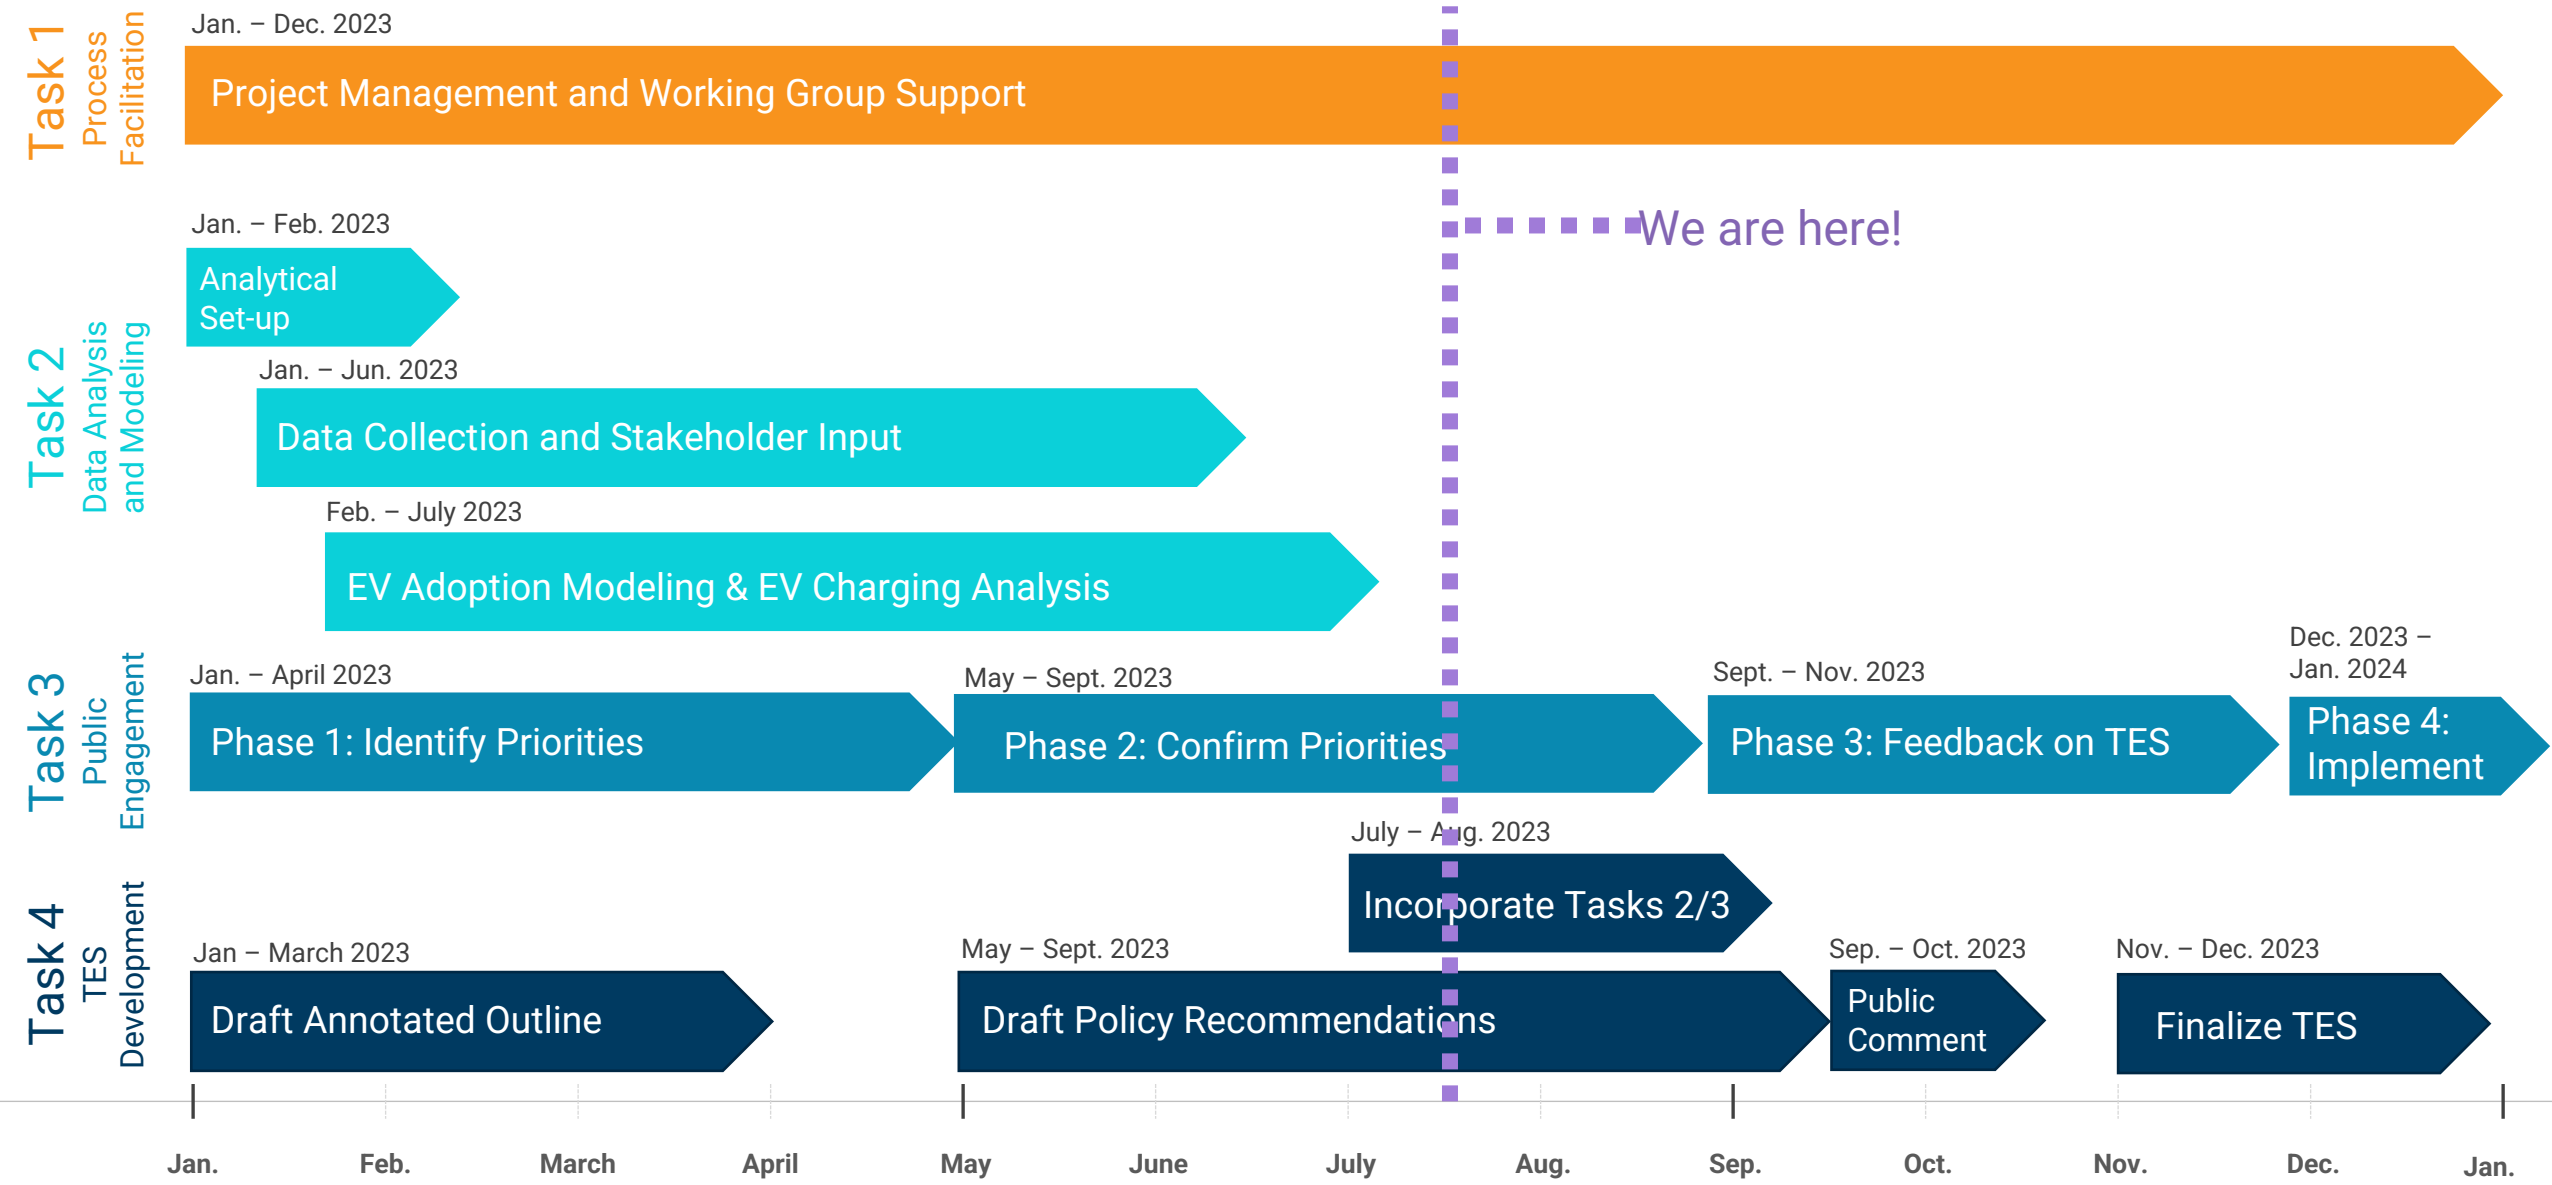 Task 1
Process
Facilitation
Jan. – Dec. 2023
Project Management and Working Group Support
We are here!
Task 2
Data Analysis
and Modeling
Jan. – Feb. 2023
Analytical
Set-up
Jan. – Jun. 2023
Data Collection and Stakeholder Input
Feb. – July 2023
EV Adoption Modeling & EV Charging Analysis
Task 3
Public
Engagement
Jan. – April 2023
Phase 1: Identify Priorities
May – Sept. 2023
Phase 2: Confirm Priorities
Sept. – Nov. 2023
Phase 3: Feedback on TES
Dec. 2023 –
Jan. 2024
Phase 4:
Implement
Task 4
TES
Development
July – Aug. 2023
Incorporate Tasks 2/3
Jan – March 2023
Draft Annotated Outline
May – Sept. 2023
Draft Policy Recommendations
Sep. – Oct. 2023
Public
Comment
Nov. – Dec. 2023
Finalize TES
Jan. Feb. March April May June July Aug. Sep. Oct. Nov. Dec. Jan.